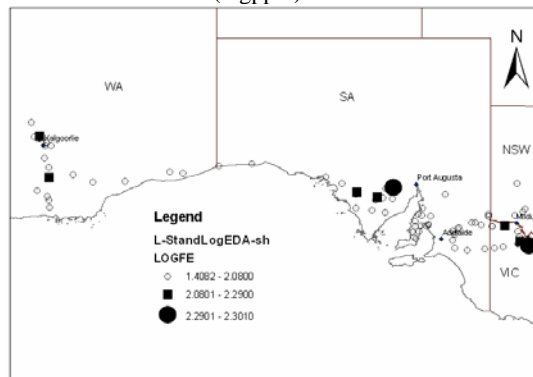 N
WA
SA
Kalgoorlie
NSW
Port Augusta
Legend
L-StandLogEDA-sh
LOGFE
Adelaide
1.4082 - 2.0800
2.0801 - 2.2900
VIC
2.2901 - 2.3010